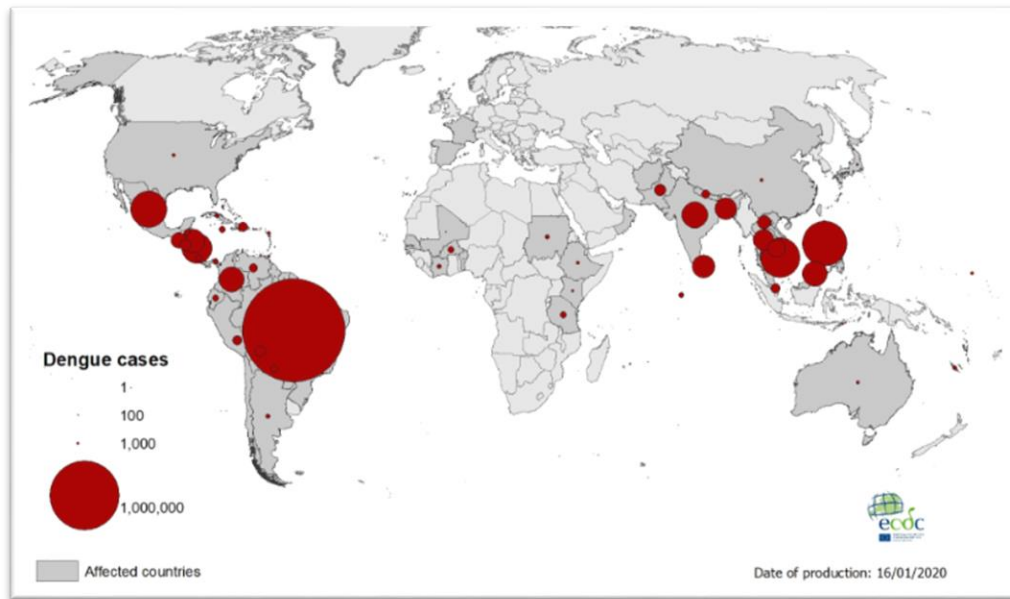 Dengue cases
1
100
1,000
1,000,000
Affected countries
ecdc
Date of production: 16/01/2020